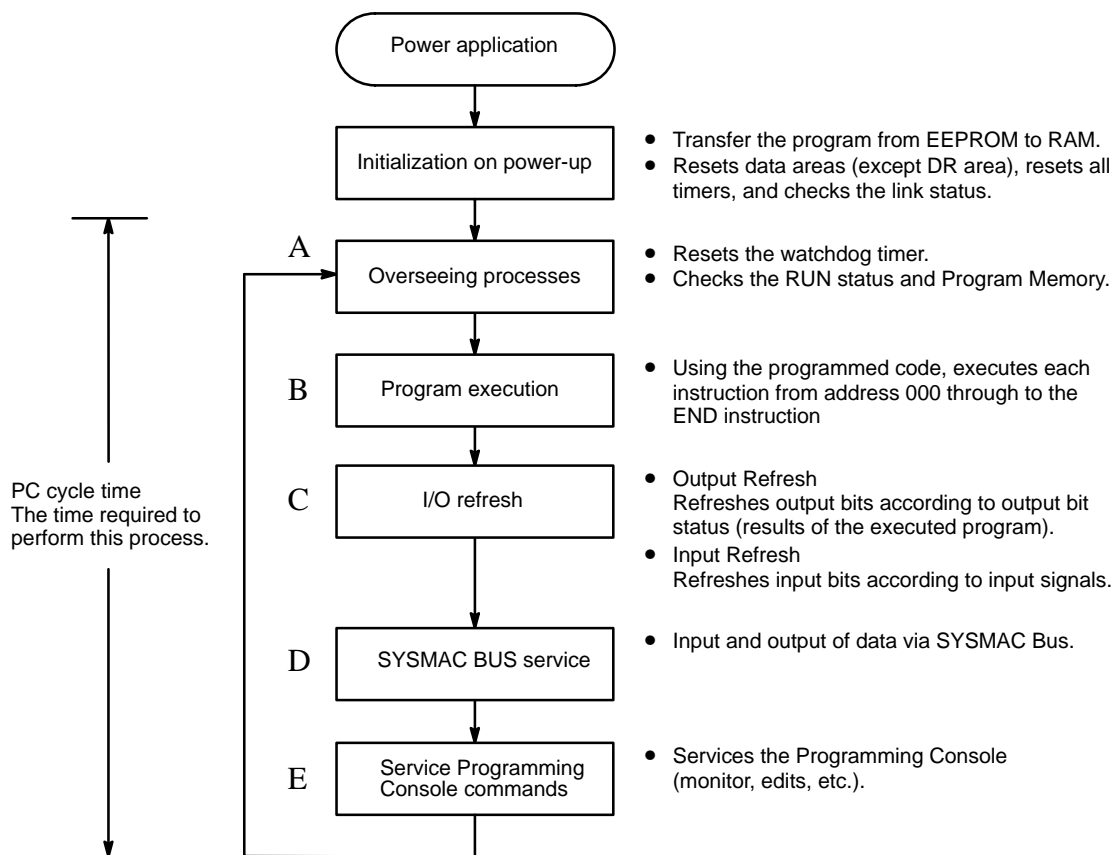 Power application
Initialization on power-up
• Transfer the program from EEPROM to RAM.
• Resets data areas (except DR area), resets all
timers, and checks the link status.
A
Overseeing processes
• Resets the watchdog timer.
• Checks the RUN status and Program Memory.
B
Program execution
• Using the programmed code, executes each
instruction from address 000 through to the
END instruction
PC cycle time
The time required to
perform this process.
C
I/O refresh
• Output Refresh
Refreshes output bits according to output bit
status (results of the executed program).
• Input Refresh
Refreshes input bits according to input signals.
D
SYSMAC BUS service
• Input and output of data via SYSMAC Bus.
E
Service Programming
Console commands
• Services the Programming Console
(monitor, edits, etc.).